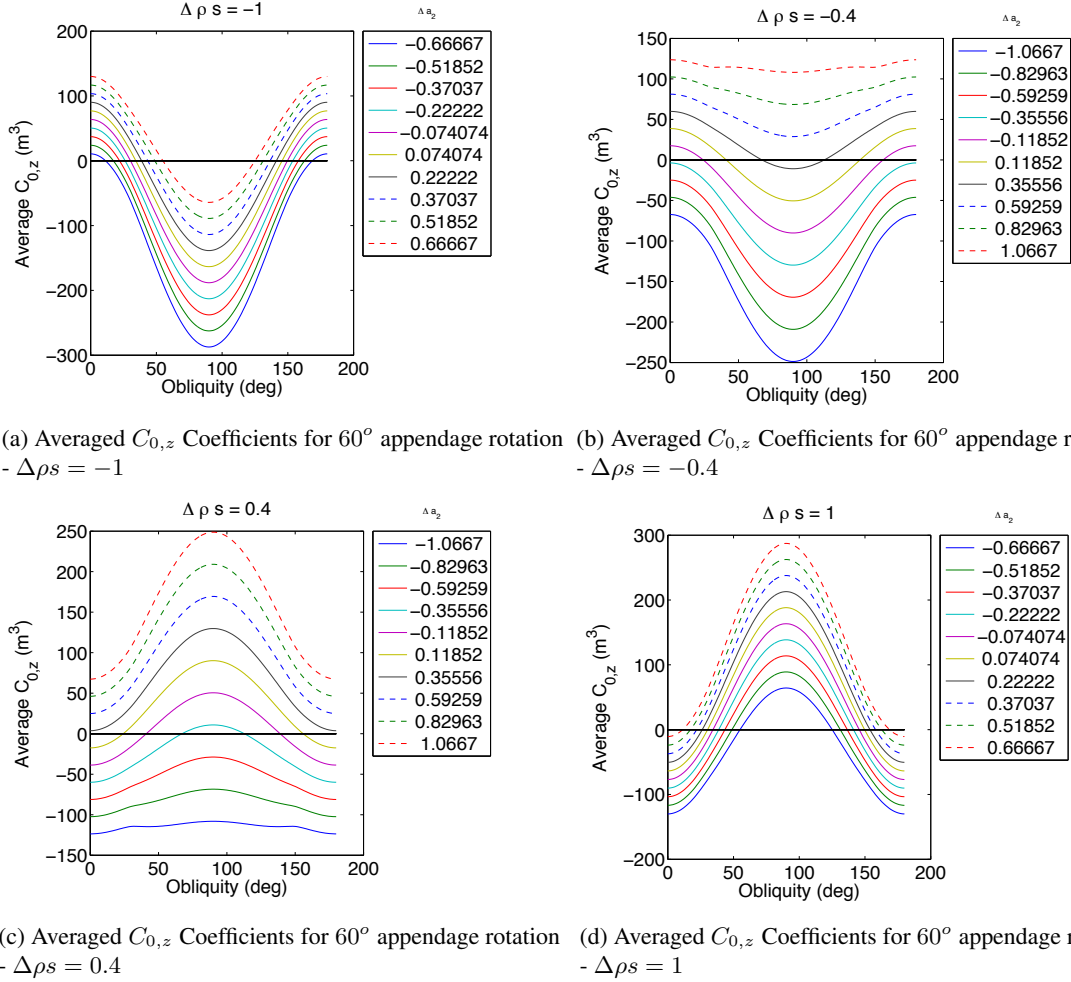 Δ ρ s = −1
Δ a2
200
100
0
−100
−200
−300
Average C0,z (m3)
0 50 100 150 200
Obliquity (deg)
−0.66667
−0.51852
−0.37037
−0.22222
−0.074074
0.074074
0.22222
0.37037
0.51852
0.66667
(a) Averaged C0,z Coefficients for 60o appendage rotation
- Δρs = −1
Δ ρ s = −0.4
Δ a2
150
100
50
0
−50
−100
−150
−200
−250
Average C0,z (m3)
0 50 100 150 200
Obliquity (deg)
−1.0667
−0.82963
−0.59259
−0.35556
−0.11852
0.11852
0.35556
0.59259
0.82963
1.0667
(b) Averaged C0,z Coefficients for 60o appendage r
- Δρs = −0.4
Δ ρ s = 0.4
Δ a2
250
200
150
100
50
0
−50
−100
−150
Average C0,z (m3)
0 50 100 150 200
Obliquity (deg)
−1.0667
−0.82963
−0.59259
−0.35556
−0.11852
0.11852
0.35556
0.59259
0.82963
1.0667
(c) Averaged C0,z Coefficients for 60o appendage rotation
- Δρs = 0.4
Δ ρ s = 1
Δ a2
300
200
100
0
−100
−200
Average C0,z (m3)
0 50 100 150 200
Obliquity (deg)
−0.66667
−0.51852
−0.37037
−0.22222
−0.074074
0.074074
0.22222
0.37037
0.51852
0.66667
(d) Averaged C0,z Coefficients for 60o appendage r
- Δρs = 1